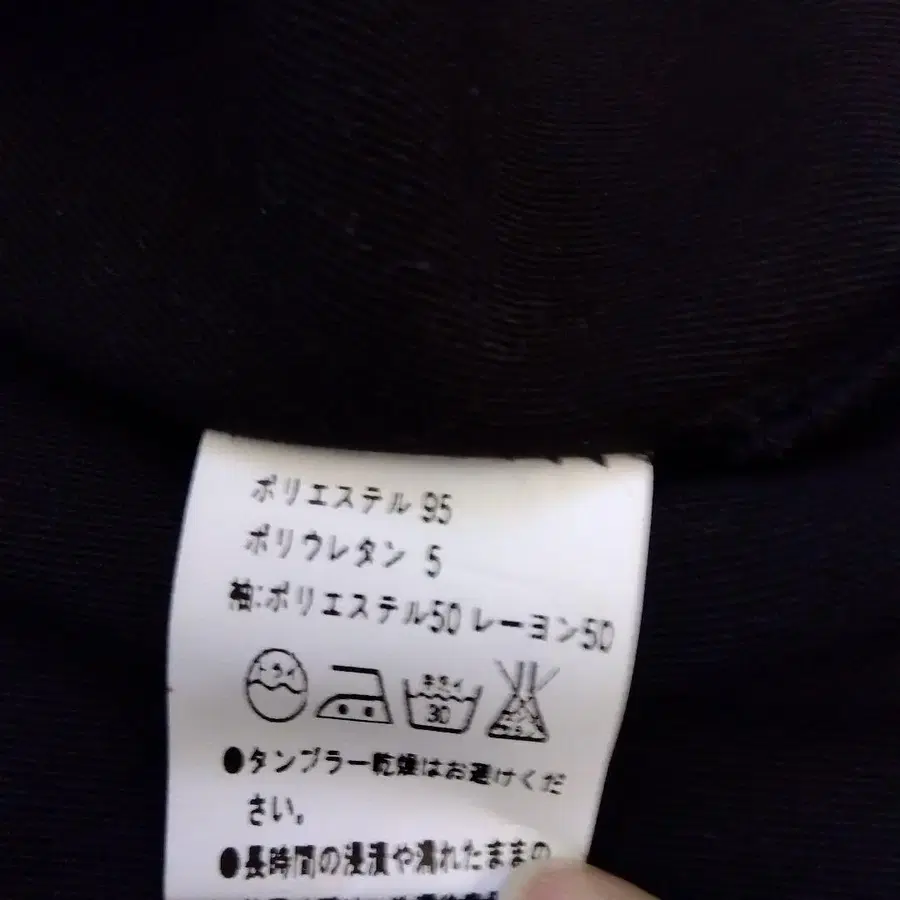 ポリエステル 95
ポリウレタン 5
袖:ポリエステル50 レーヨン50
ドライ
30
●タンブラー乾燥はお避けくだ
さい。
●長時間の浸漬や濡れたままの